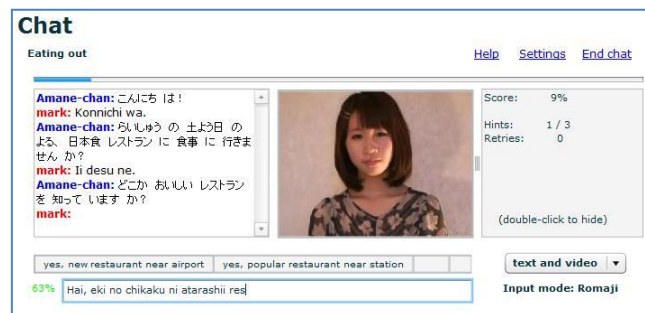 Chat
Eating out
Help Settings End chat
Amane-chan: こんにち は！
mark: Konnichi wa.
Amane-chan: らいしゅう の 土よう日 の
よる、 日本食 レストラン に 食事 に 行きま
せん か？
mark: Ii desu ne.
Amane-chan: どこか おいしい レストラン
を 知って います か？
mark:
Score: 9%
Hints: 1 / 3
Retries: 0
(double-click to hide)
yes, new restaurant near airport yes, popular restaurant near station
text and video
63% Hai, eki no chikaku ni atarashii res
Input mode: Romaji